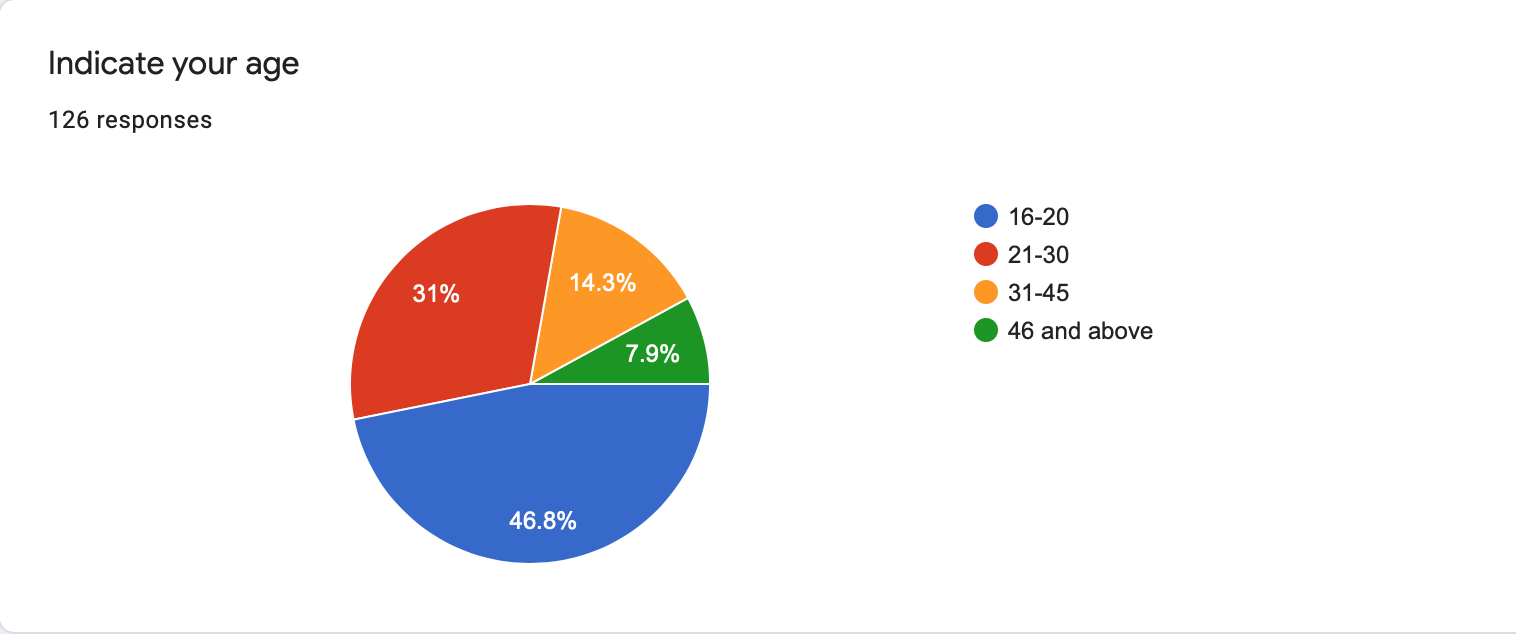 Indicate your age
126 responses
31%
14.3%
7.9%
46.8%
16-20
21-30
31-45
46 and above